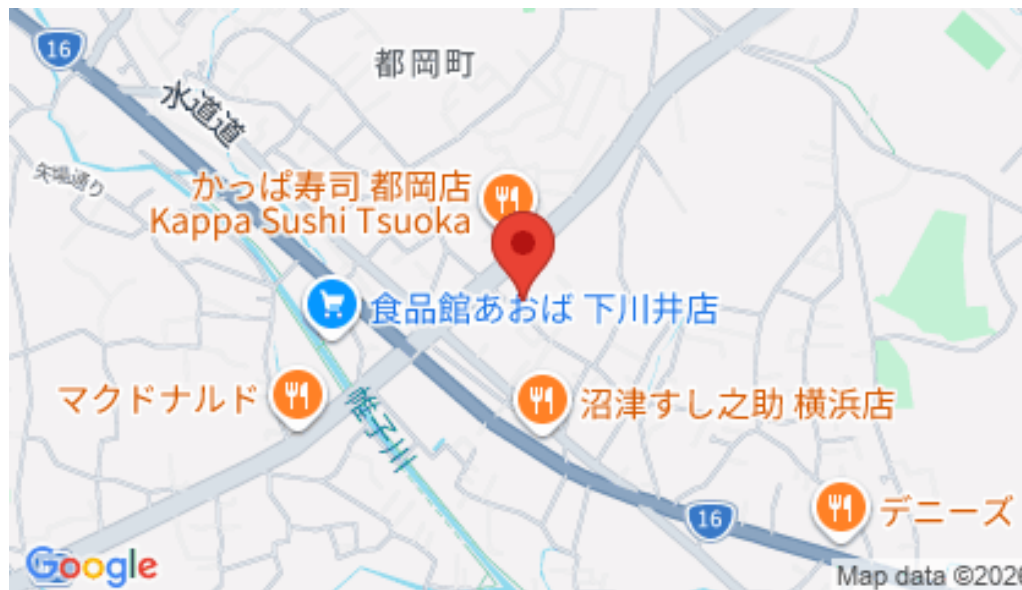 16
都岡町
水道道
矢場通り
かっぱ寿司 都岡店
Kappa Sushi Tsuoka
食品館あおば 下川井店
マクドナルド
帷子川
沼津すし之助 横浜店
16
デニーズ
Google
Map data ©2026